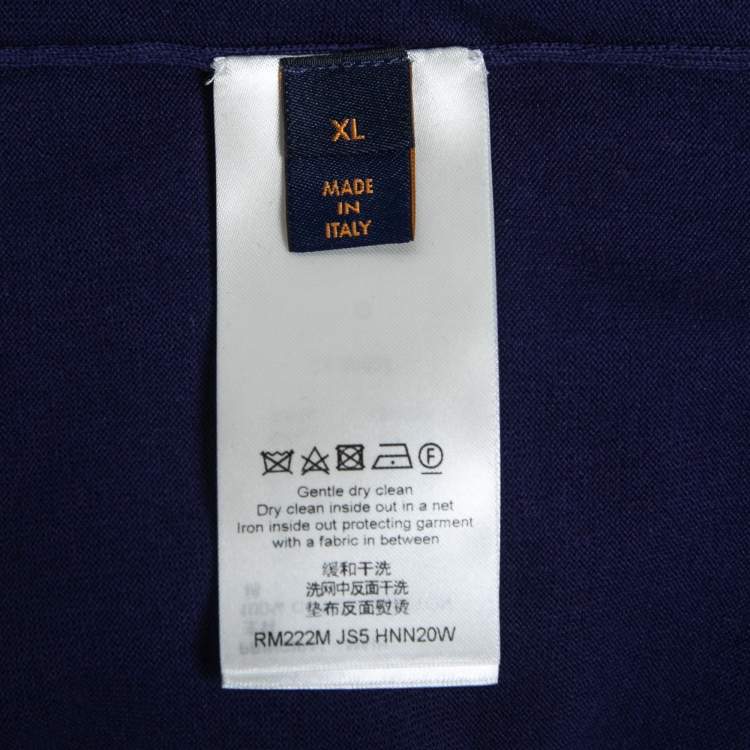 XL
MADE
IN
ITALY
F
Gentle dry clean
Dry clean inside out in a net
Iron inside out protecting garment
with a fabric in between
缓和干洗
洗网中反面干洗
垫布反面熨烫
RM222M JS5 HNN20W